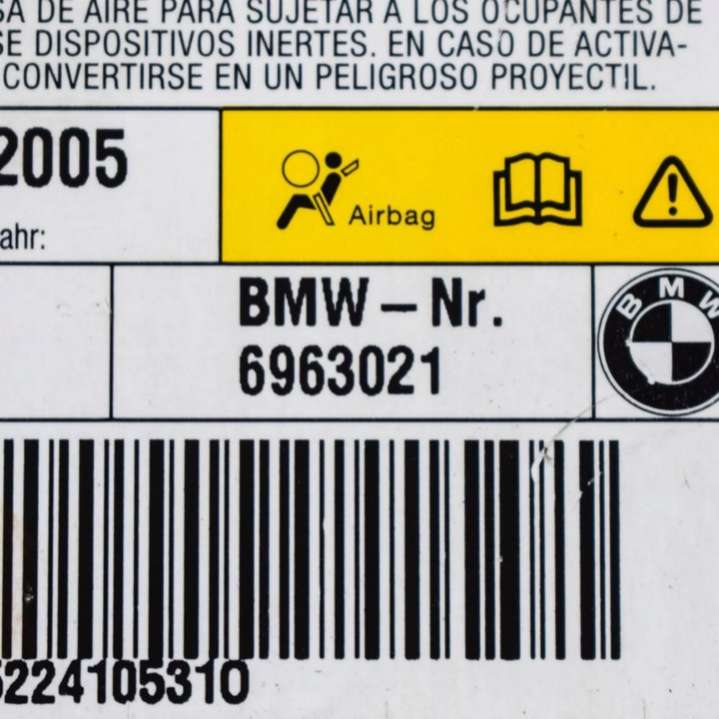 SA DE AIRE PARA SUJETAR A LOS OCUPANTES DE
SE DISPOSITIVOS INERTES. EN CASO DE ACTIVA-
CONVERTIRSE EN UN PELIGROSO PROYECTIL.
2005
ahr:
Airbag
BMW – Nr.
6963021
BMW
5224105310